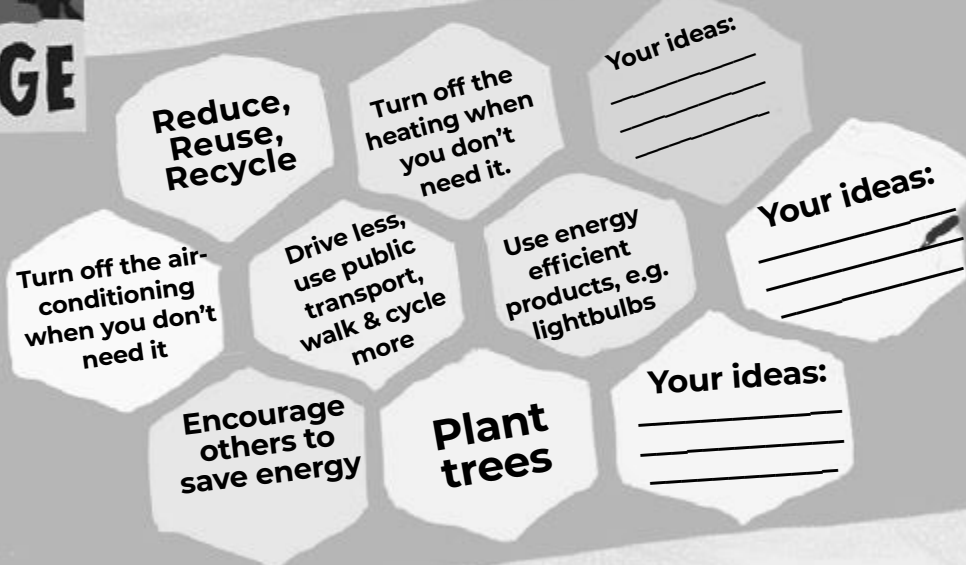 GE
Reduce,
Reuse,
Recycle
Turn off the
heating when
you don't
need it.
Your ideas:
Your ideas:
Turn off the air-
conditioning
when you don't
need it
Drive less,
use public
transport,
walk & cycle
more
Use energy
efficient
products, e.g.
lightbulbs
Encourage
others to
save energy
Plant
trees
Your ideas: